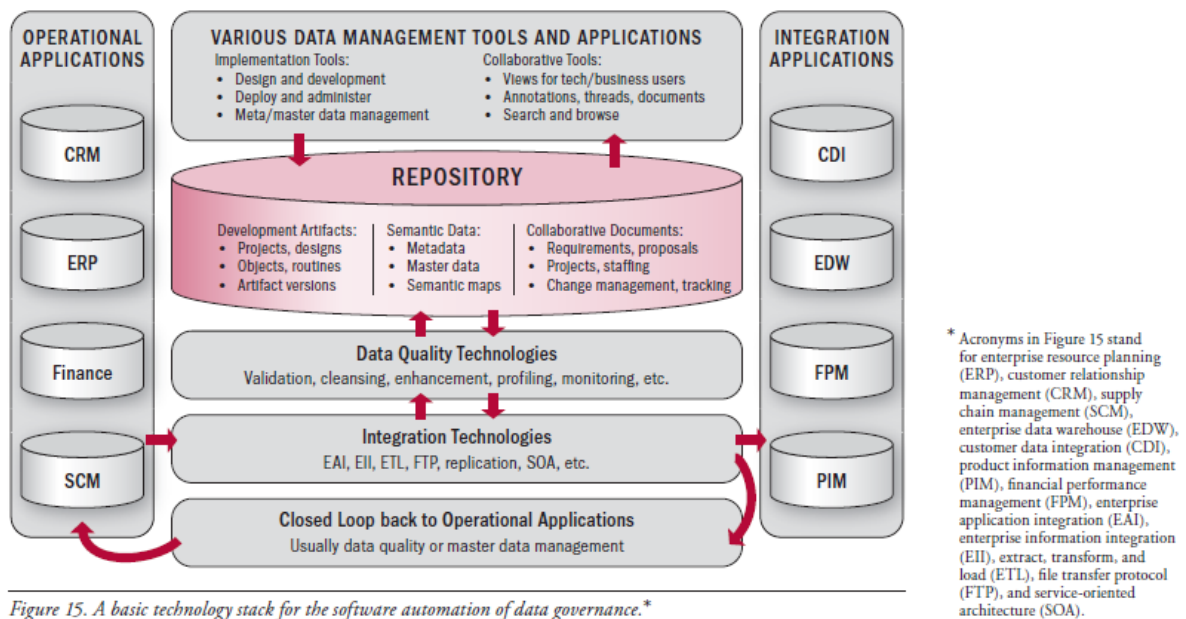 OPERATIONAL
APPLICATIONS
CRM
ERP
Finance
SCM
VARIOUS DATA MANAGEMENT TOOLS AND APPLICATIONS
Implementation Tools:
• Design and development
• Deploy and administer
• Meta/master data management
Collaborative Tools:
• Views for tech/business users
• Annotations, threads, documents
• Search and browse
REPOSITORY
Development Artifacts:
• Projects, designs
• Objects, routines
• Artifact versions
Semantic Data:
• Metadata
• Master data
• Semantic maps
Collaborative Documents:
• Requirements, proposals
• Projects, staffing
• Change management, tracking
Data Quality Technologies
Validation, cleansing, enhancement, profiling, monitoring, etc.
Integration Technologies
EAI, EII, ETL, FTP, replication, SOA, etc.
Closed Loop back to Operational Applications
Usually data quality or master data management
INTEGRATION
APPLICATIONS
CDI
EDW
FPM
PIM
* Acronyms in Figure 15 stand
for enterprise resource planning
(ERP), customer relationship
management (CRM), supply
chain management (SCM),
enterprise data warehouse (EDW),
customer data integration (CDI),
product information management
(PIM), financial performance
management (FPM), enterprise
application integration (EAI),
enterprise information integration
(EII), extract, transform, and
load (ETL), file transfer protocol
(FTP), and service-oriented
architecture (SOA).
Figure 15. A basic technology stack for the software automation of data governance.*